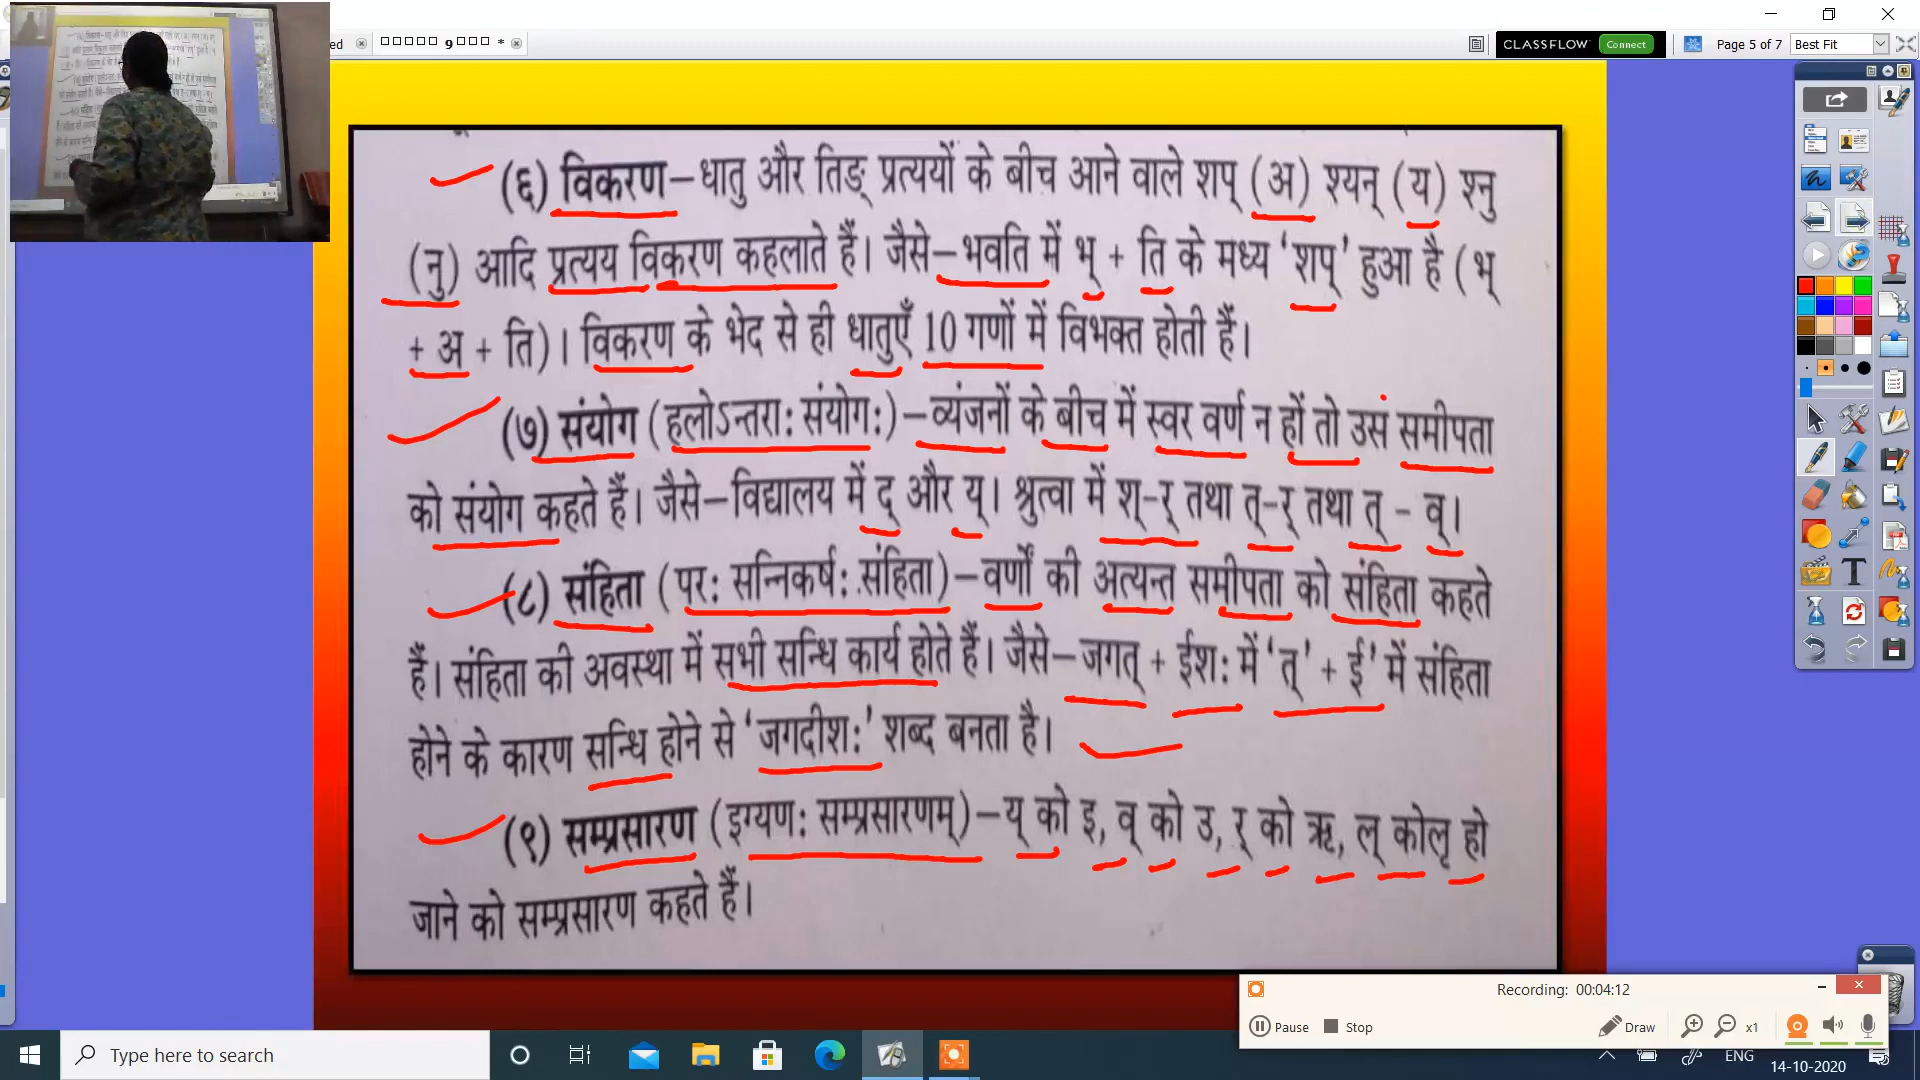 ed
9 *
CLASSFLOW Connect
Page 5 of 7
Best Fit
(६) विकरण–धातु और तिङ् प्रत्ययों के बीच आने वाले शप् (अ) श्यन् (य) श्नु
(नु) आदि प्रत्यय विकरण कहलाते हैं। जैसे–भवति में भू + ति के मध्य ‘शप्’ हुआ है (भू
+ अ + ति)। विकरण के भेद से ही धातुएँ 10 गणों में विभक्त होती हैं।
(७) संयोग (हलोऽन्तराः संयोगः)–व्यंजनों के बीच में स्वर वर्ण न हों तो उस समीपता
को संयोग कहते हैं। जैसे–विद्यालय में द् और य्। श्रुत्वा में श्-र् तथा त्-र् तथा त् - व्।
(८) संहिता (परः सन्निकर्षः संहिता)–वर्णों की अत्यन्त समीपता को संहिता कहते
हैं। संहिता की अवस्था में सभी सन्धि कार्य होते हैं। जैसे–जगत् + ईशः में ‘त्’ + ई’ में संहिता
होने के कारण सन्धि होने से ‘जगदीशः’ शब्द बनता है।
(९) सम्प्रसारण (इग्यणः सम्प्रसारणम्)–य् को इ, व् को उ, र् को ऋ, ल् कोलृ हो
जाने को सम्प्रसारण कहते हैं।
Recording: 00:04:12
Pause Stop Draw x1
Type here to search
ENG
14-10-2020